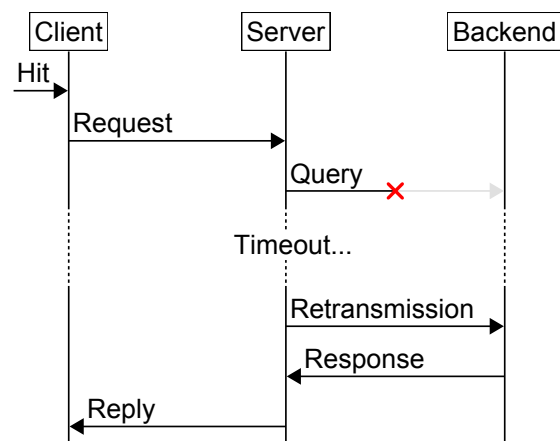 Client Server Backend
Hit
Request
Query
Timeout...
Retransmission
Response
Reply